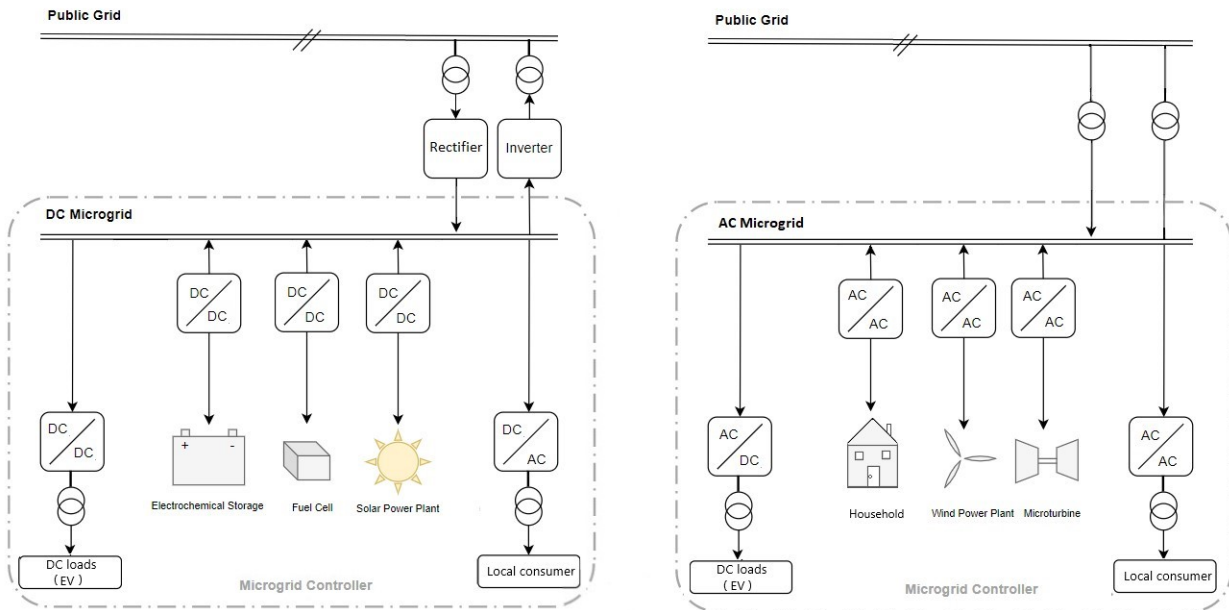 Public Grid
Rectifier
Inverter
DC Microgrid
DC
DC
DC
DC
DC
DC
DC
DC
DC
AC
+ -
Electrochemical Storage
Fuel Cell
Solar Power Plant
DC loads
(EV)
Local consumer
Microgrid Controller
Public Grid
AC Microgrid
AC
AC
AC
AC
AC
AC
AC
DC
AC
AC
Household
Wind Power Plant
Microturbine
DC loads
(EV)
Local consumer
Microgrid Controller